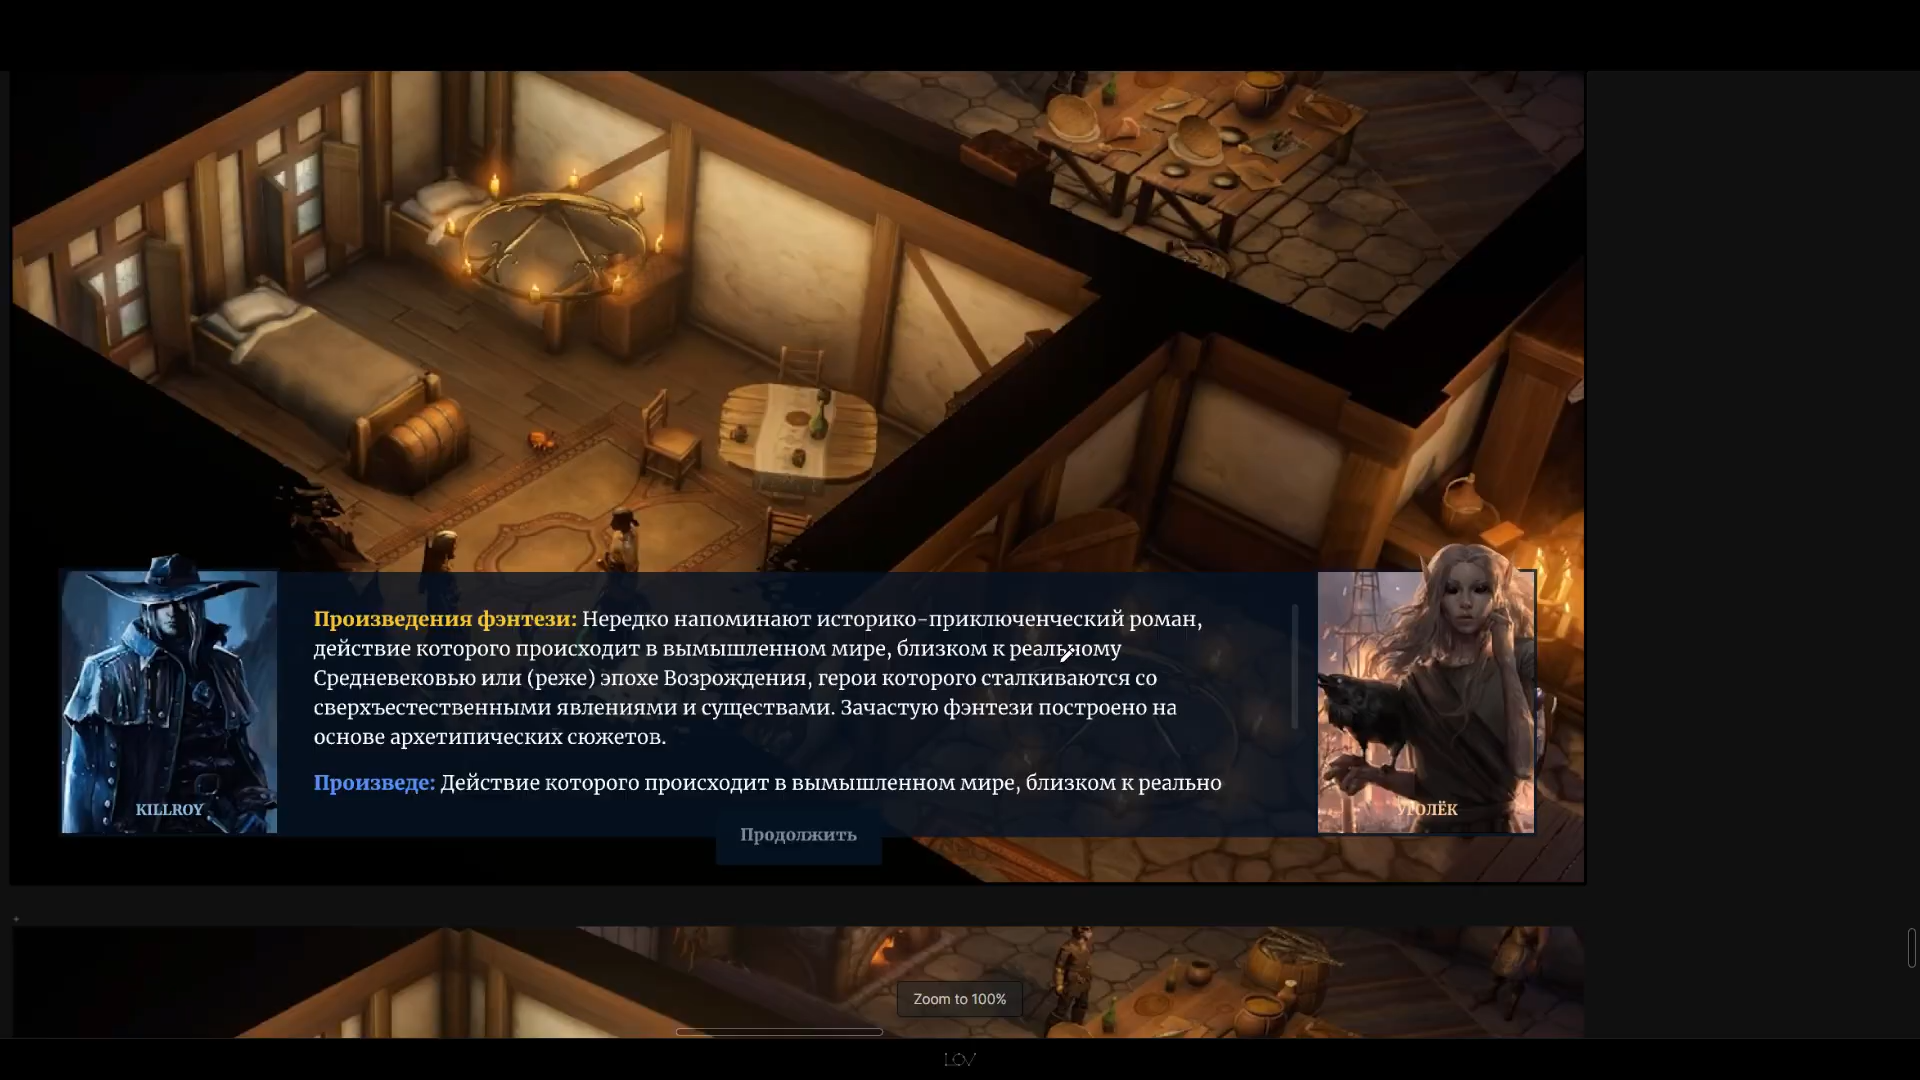 Произведения фэнтези: Нередко напоминают историко-приключенческий роман,
действие которого происходит в вымышленном мире, близком к реальному
Средневековью или (реже) эпохе Возрождения, герои которого сталкиваются со
сверхъестественными явлениями и существами. Зачастую фэнтези построено на
основе архетипических сюжетов.
Произведе: Действие которого происходит в вымышленном мире, близком к реально
KILLROY
УГОЛЁК
Продолжить
Zoom to 100%
LOV